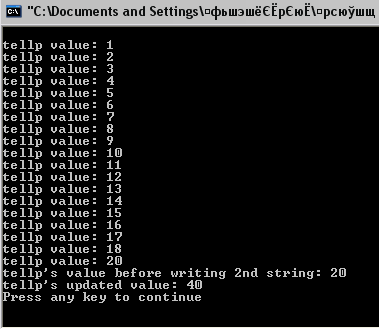 "C:\Documents and Settings\¤фьшэшёЄЁрЄюЁ\¤рсюўшщ
tellp value: 1
tellp value: 2
tellp value: 3
tellp value: 4
tellp value: 5
tellp value: 6
tellp value: 7
tellp value: 8
tellp value: 9
tellp value: 10
tellp value: 11
tellp value: 12
tellp value: 13
tellp value: 14
tellp value: 15
tellp value: 16
tellp value: 17
tellp value: 18
tellp value: 20
tellp's value before writing 2nd string: 20
tellp's updated value: 40
Press any key to continue